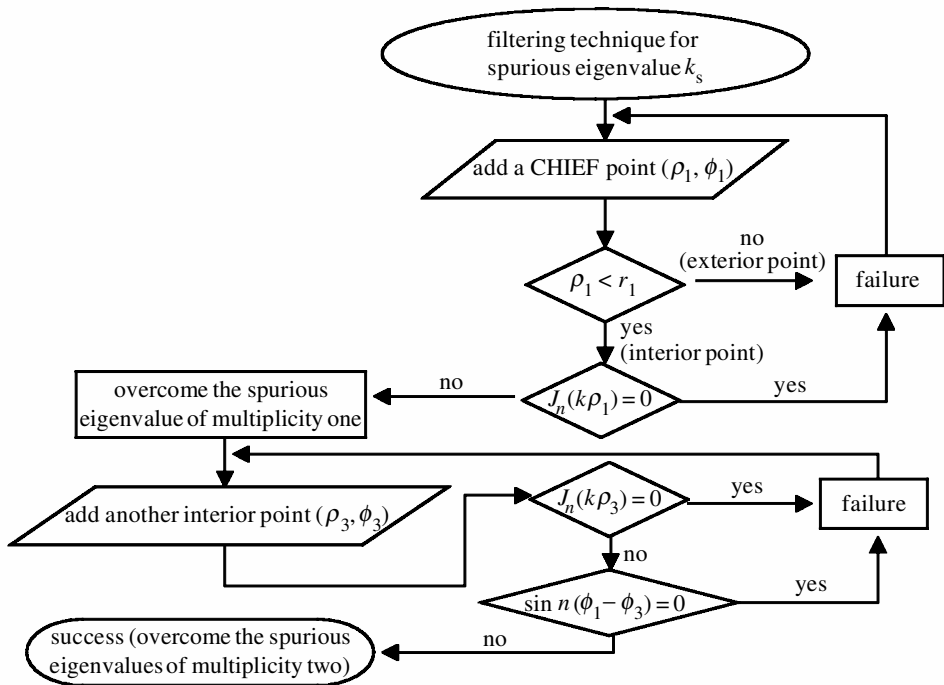 filtering technique for
spurious eigenvalue kₛ
add a CHIEF point (ρ₁, ϕ₁)
ρ₁ < r₁
no
(exterior point)
failure
yes
(interior point)
Jₙ(kρ₁) = 0
yes
no
overcome the spurious
eigenvalue of multiplicity one
add another interior point (ρ₃, ϕ₃)
Jₙ(kρ₃) = 0
yes
failure
no
sin n (ϕ₁ – ϕ₃) = 0
yes
no
success (overcome the spurious
eigenvalues of multiplicity two)